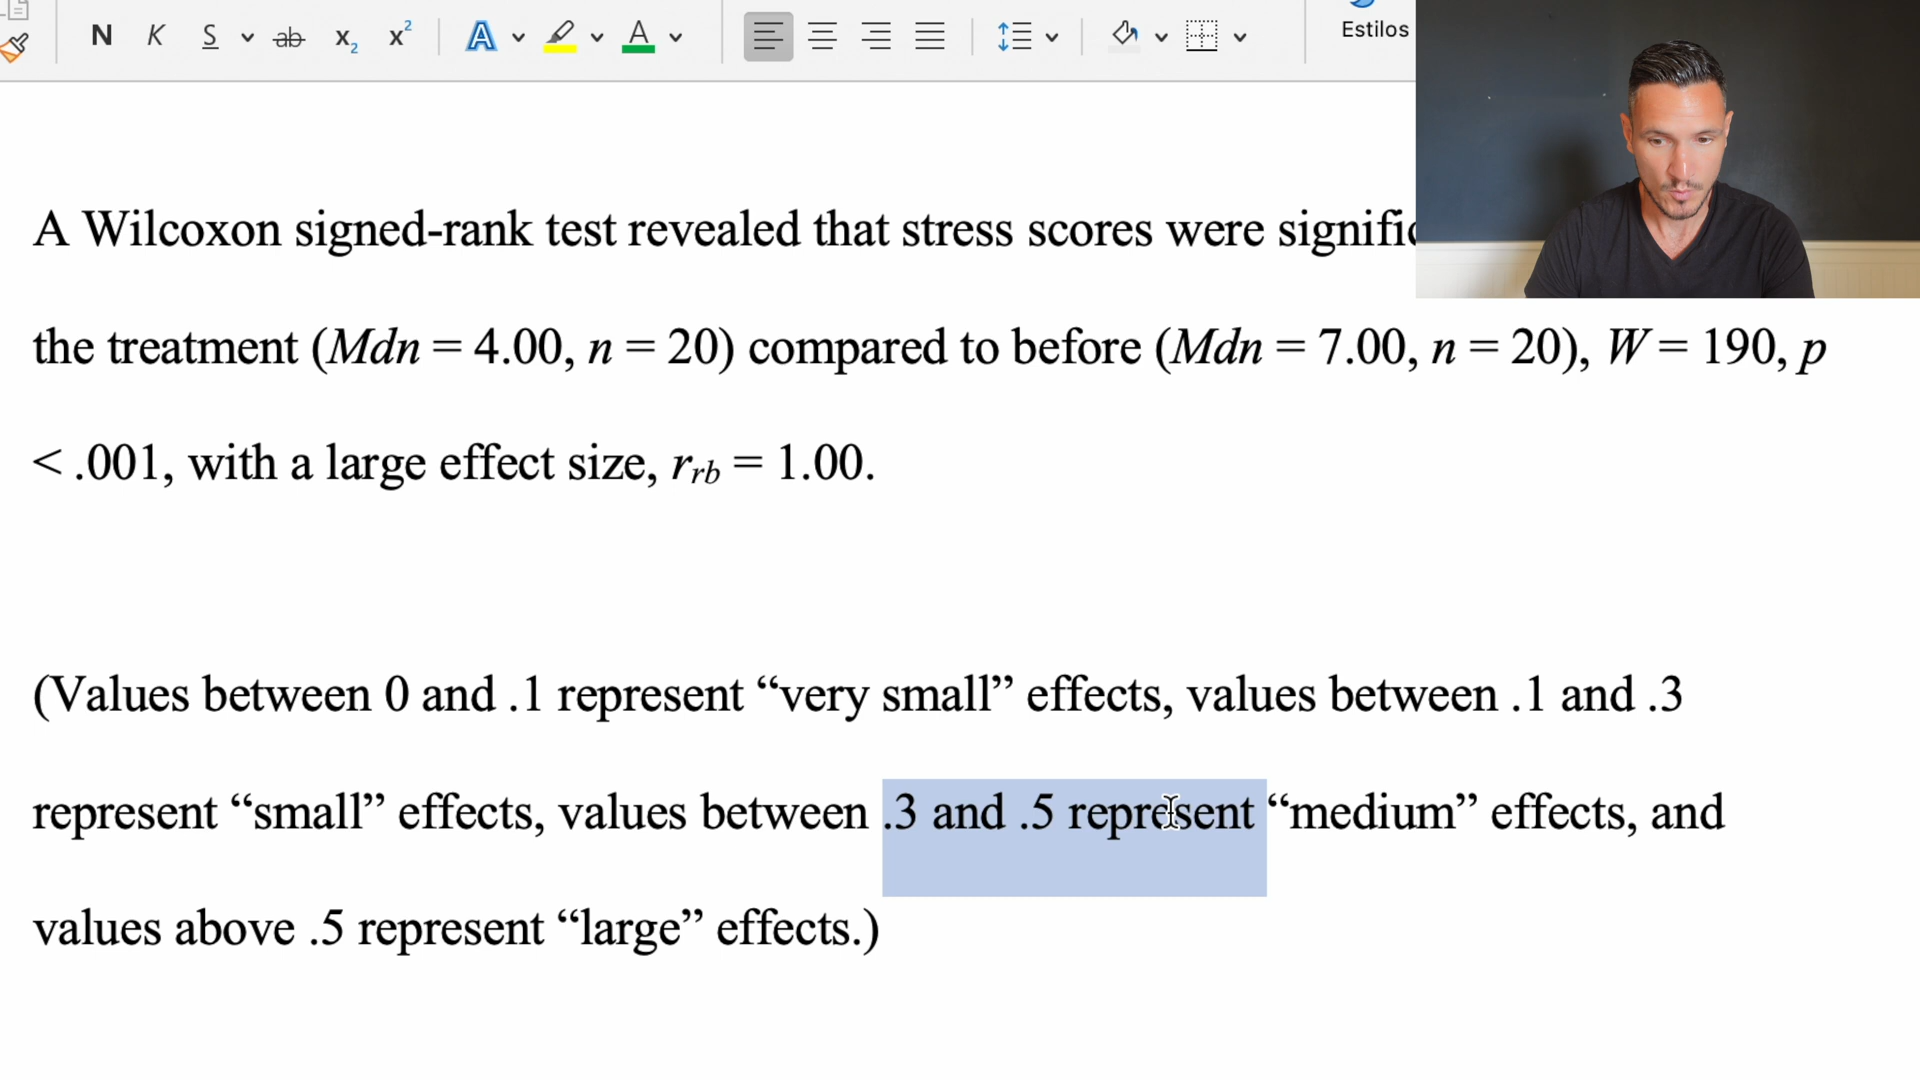 N K S ab x₂ x² A A
Estilos
A Wilcoxon signed-rank test revealed that stress scores were
the treatment (Mdn = 4.00, n = 20) compared to before (Mdn = 7.00, n = 20), W = 190, p
< .001, with a large effect size, rrb = 1.00.
(Values between 0 and .1 represent “very small” effects, values between .1 and .3
represent “small” effects, values between .3 and .5 represent “medium” effects, and
values above .5 represent “large” effects.)